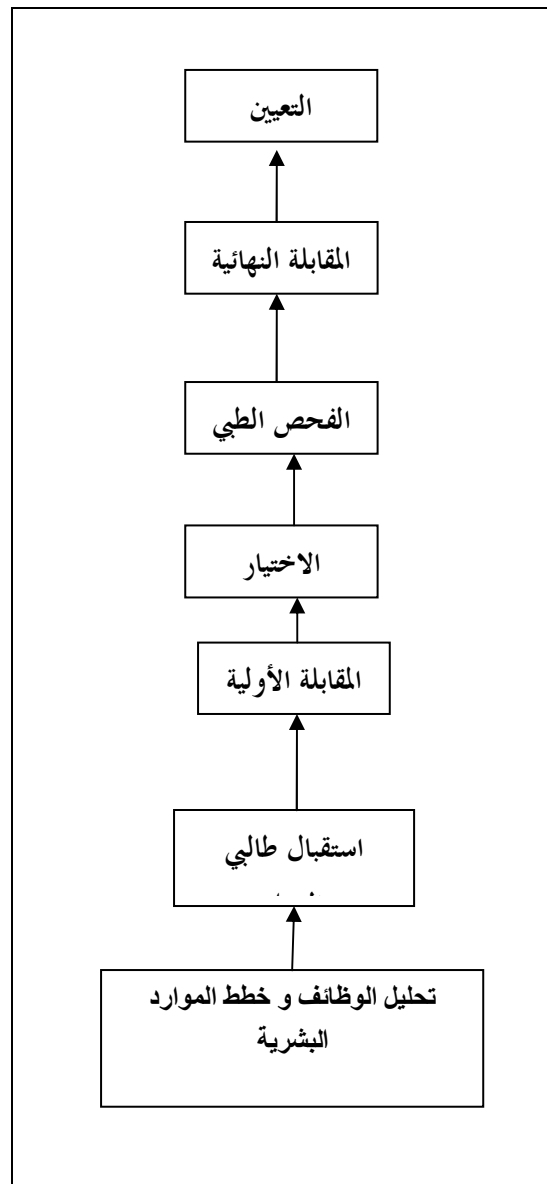 التعيين
المقابلة النهائية
الفحص الطبي
الاختيار
المقابلة الأولية
استقبال طالبي
تحليل الوظائف و خطط الموارد
البشرية